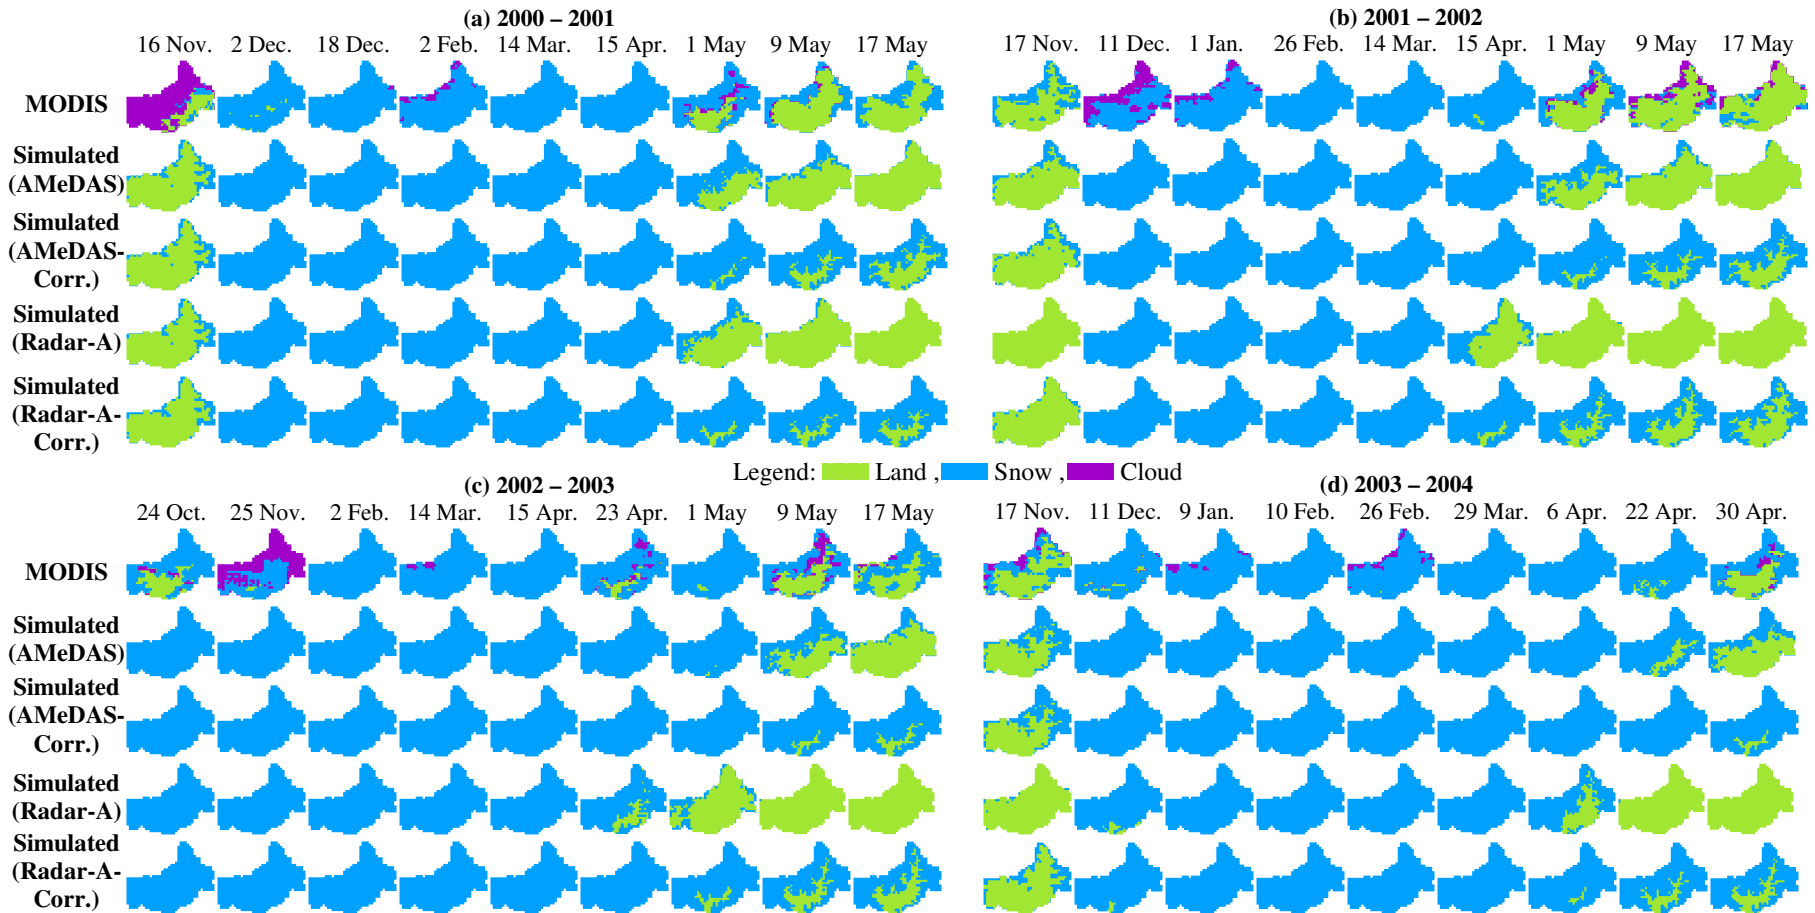 (a) 2000 – 2001
16 Nov. 2 Dec. 18 Dec. 2 Feb. 14 Mar. 15 Apr. 1 May 9 May 17 May
MODIS
Simulated
(AMeDAS)
Simulated
(AMeDAS-
Corr.)
Simulated
(Radar-A)
Simulated
(Radar-A-
Corr.)
(b) 2001 – 2002
17 Nov. 11 Dec. 1 Jan. 26 Feb. 14 Mar. 15 Apr. 1 May 9 May 17 May
Legend: Land , Snow , Cloud
(c) 2002 – 2003
24 Oct. 25 Nov. 2 Feb. 14 Mar. 15 Apr. 23 Apr. 1 May 9 May 17 May
MODIS
Simulated
(AMeDAS)
Simulated
(AMeDAS-
Corr.)
Simulated
(Radar-A)
Simulated
(Radar-A-
Corr.)
(d) 2003 – 2004
17 Nov. 11 Dec. 9 Jan. 10 Feb. 26 Feb. 29 Mar. 6 Apr. 22 Apr. 30 Apr.